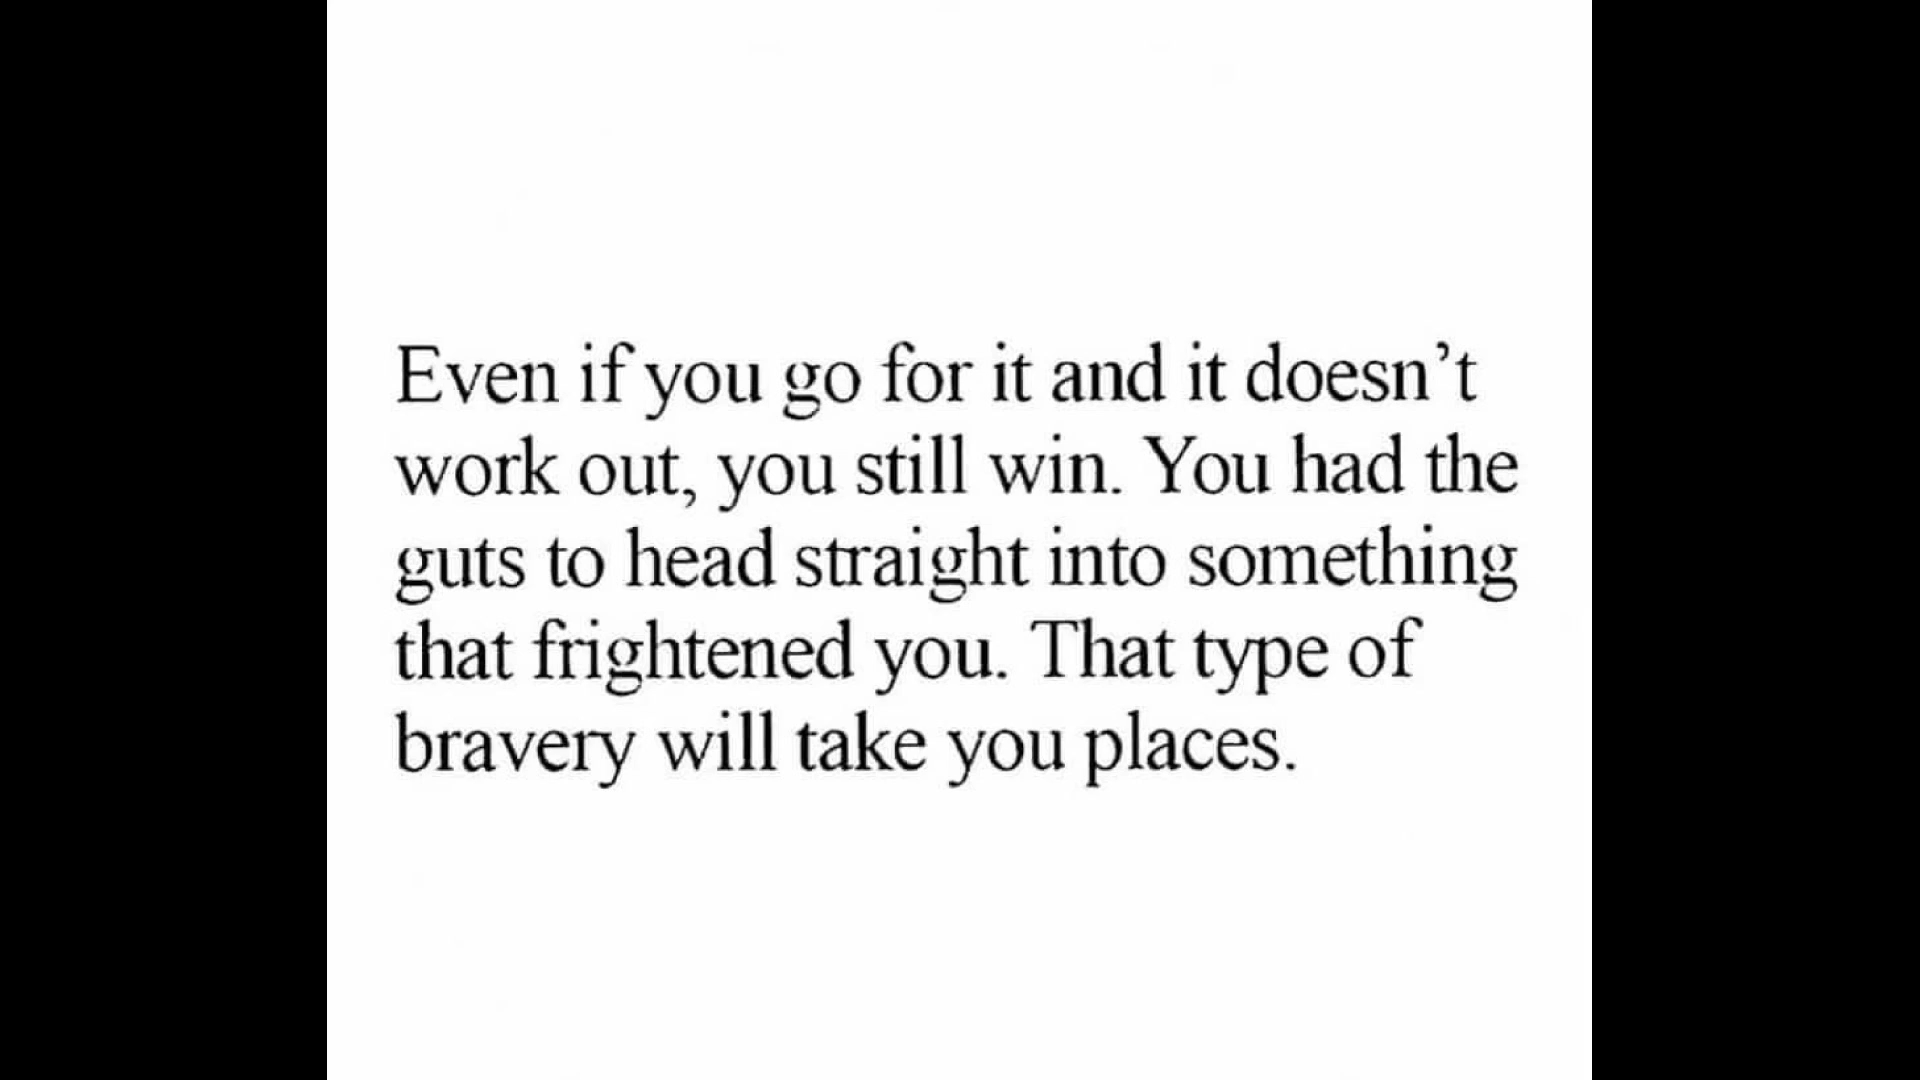 Even if you go for it and it doesn’t
work out, you still win. You had the
guts to head straight into something
that frightened you. That type of
bravery will take you places.